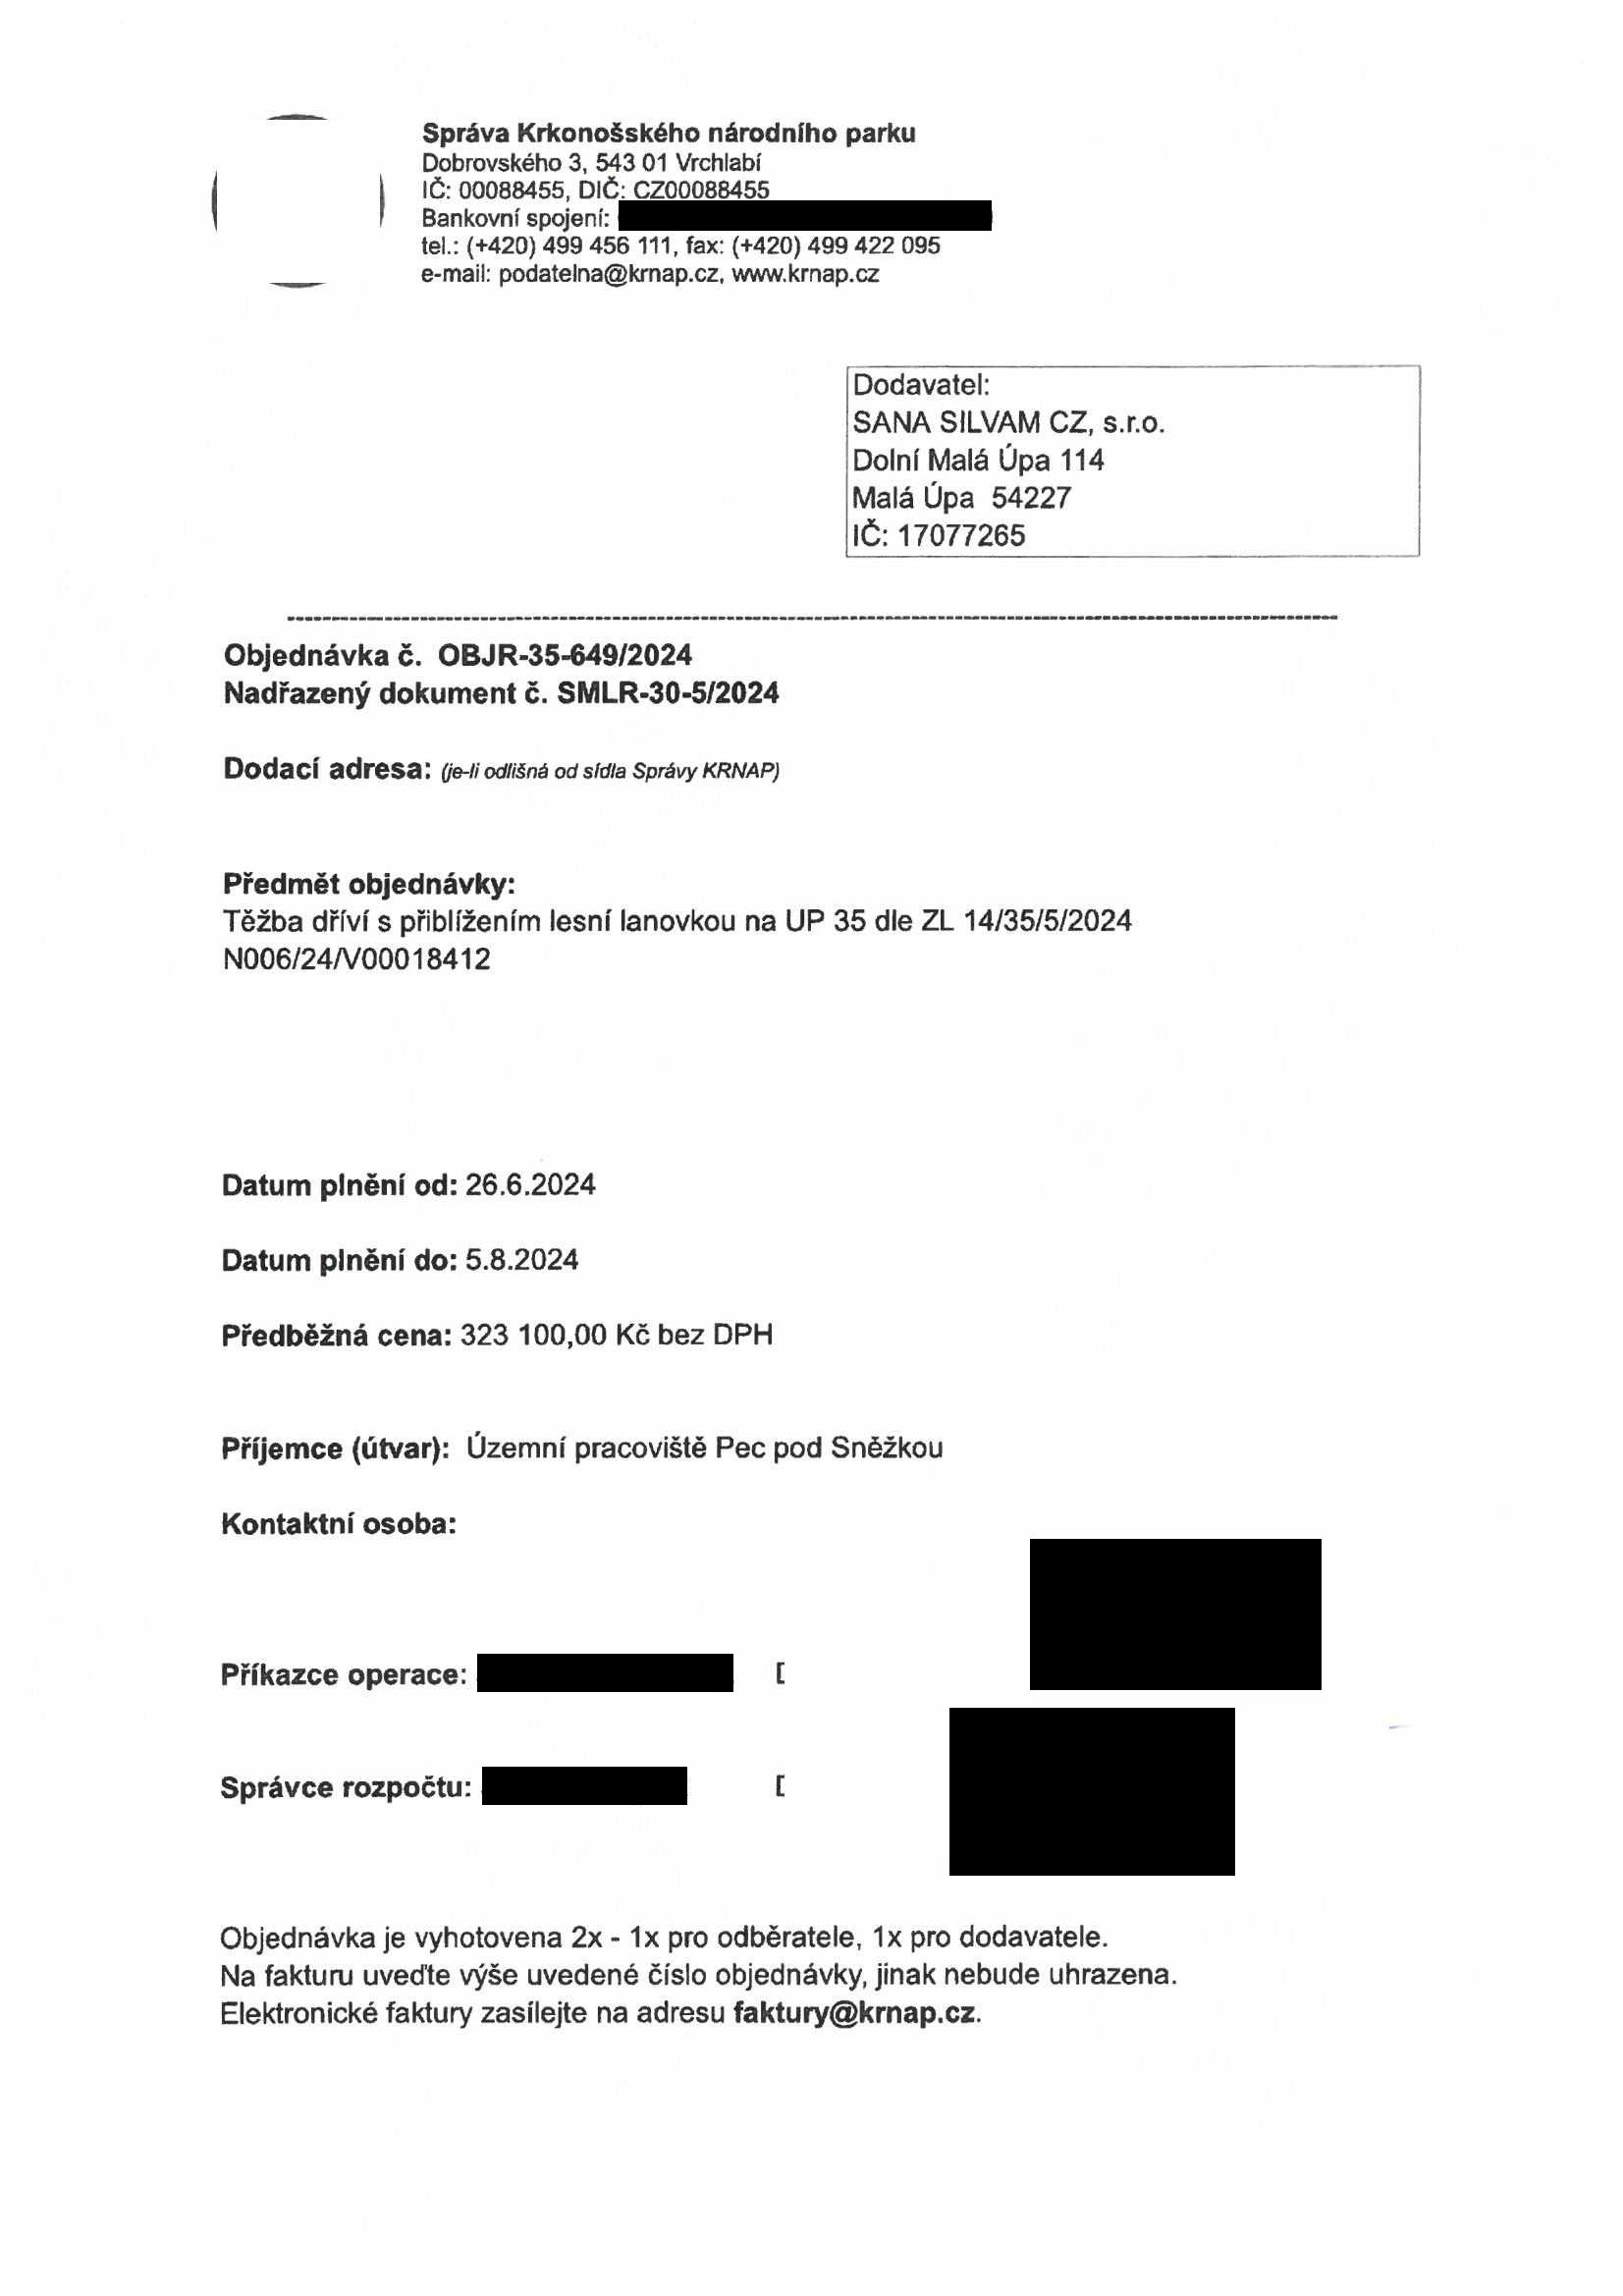 Správa Krkonošského národního parku
Dobrovského 3, 543 01 Vrchlabí
IČ: 00088455, DIČ: CZ00088455
Bankovní spojení:
tel.: (+420) 499 456 111, fax: (+420) 499 422 095
e-mail: podatelna@krnap.cz, www.krnap.cz
Dodavatel:
SANA SILVAM CZ, s.r.o.
Dolní Malá Úpa 114
Malá Úpa 54227
IČ: 17077265
Objednávka č. OBJR-35-649/2024
Nadřazený dokument č. SMLR-30-5/2024
Dodací adresa: (je-li odlišná od sídla Správy KRNAP)
Předmět objednávky:
Těžba dříví s přiblížením lesní lanovkou na UP 35 dle ZL 14/35/5/2024
N006/24/V00018412
Datum plnění od: 26.6.2024
Datum plnění do: 5.8.2024
Předběžná cena: 323 100,00 Kč bez DPH
Příjemce (útvar): Územní pracoviště Pec pod Sněžkou
Kontaktní osoba:
Příkazce operace:
Správce rozpočtu:
Objednávka je vyhotovena 2x - 1x pro odběratele, 1x pro dodavatele.
Na fakturu uveďte výše uvedené číslo objednávky, jinak nebude uhrazena.
Elektronické faktury zasílejte na adresu faktury@krnap.cz.